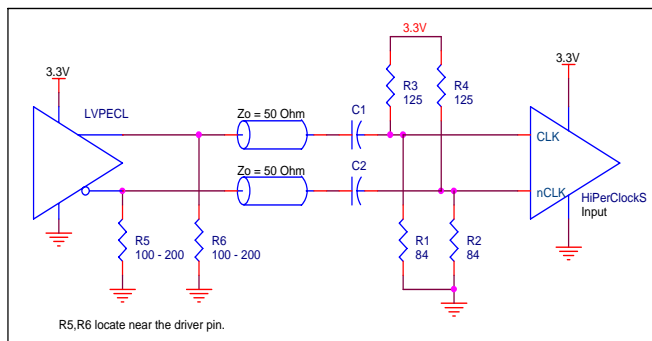 3.3V
3.3V
3.3V
LVPECL
R3
125
R4
125
Zo = 50 Ohm
C1
CLK
Zo = 50 Ohm
C2
nCLK
HiPerClockS
Input
R5
100 - 200
R6
100 - 200
R1
84
R2
84
R5,R6 locate near the driver pin.